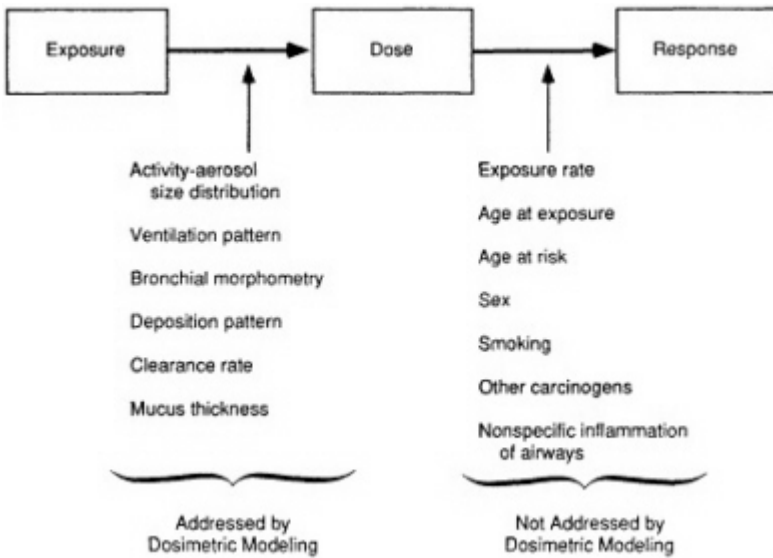 Exposure
Dose
Response
Activity-aerosol
size distribution
Ventilation pattern
Bronchial morphometry
Deposition pattern
Clearance rate
Mucus thickness
Exposure rate
Age at exposure
Age at risk
Sex
Smoking
Other carcinogens
Nonspecific inflammation
of airways
Addressed by
Dosimetric Modeling
Not Addressed by
Dosimetric Modeling